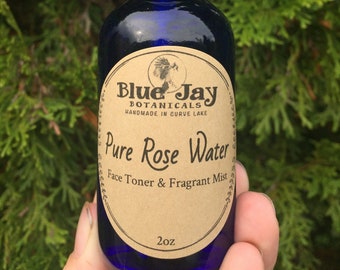 Blue Jay
BOTANICALS
HANDMADE IN CURVE LAKE
Pure Rose Water
Face Toner & Fragrant Mist
2oz